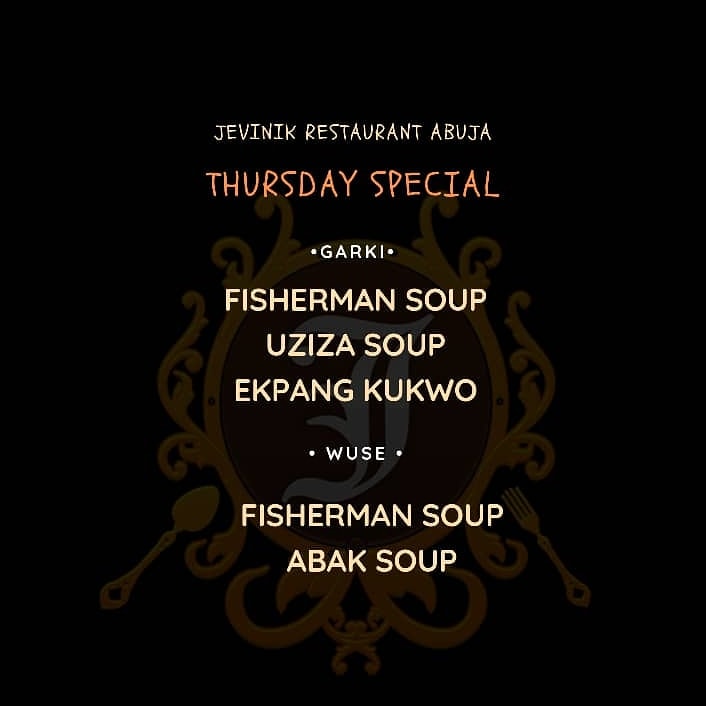 JEVINIK RESTAURANT ABUJA
THURSDAY SPECIAL
•GARKI•
FISHERMAN SOUP
UZIZA SOUP
EKPANG KUKWO
• WUSE •
FISHERMAN SOUP
ABAK SOUP